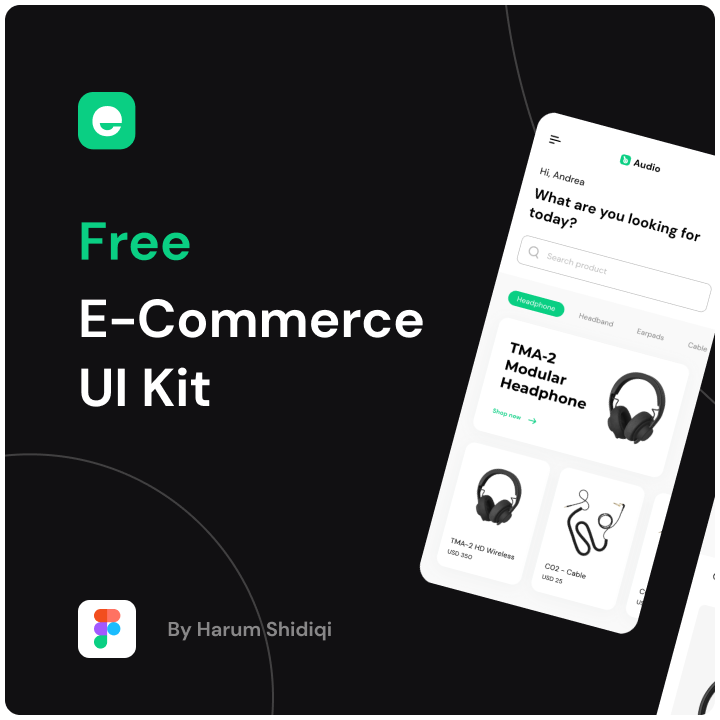 Free
E-Commerce
UI Kit
By Harum Shidiqi
Audio
Hi, Andrea
What are you looking for
today?
Search product
Headphone
Headband
Earpads
Cable
TMA-2
Modular
Headphone
Shop now
TMA-2 HD Wireless
USD 350
CO2 - Cable
USD 25